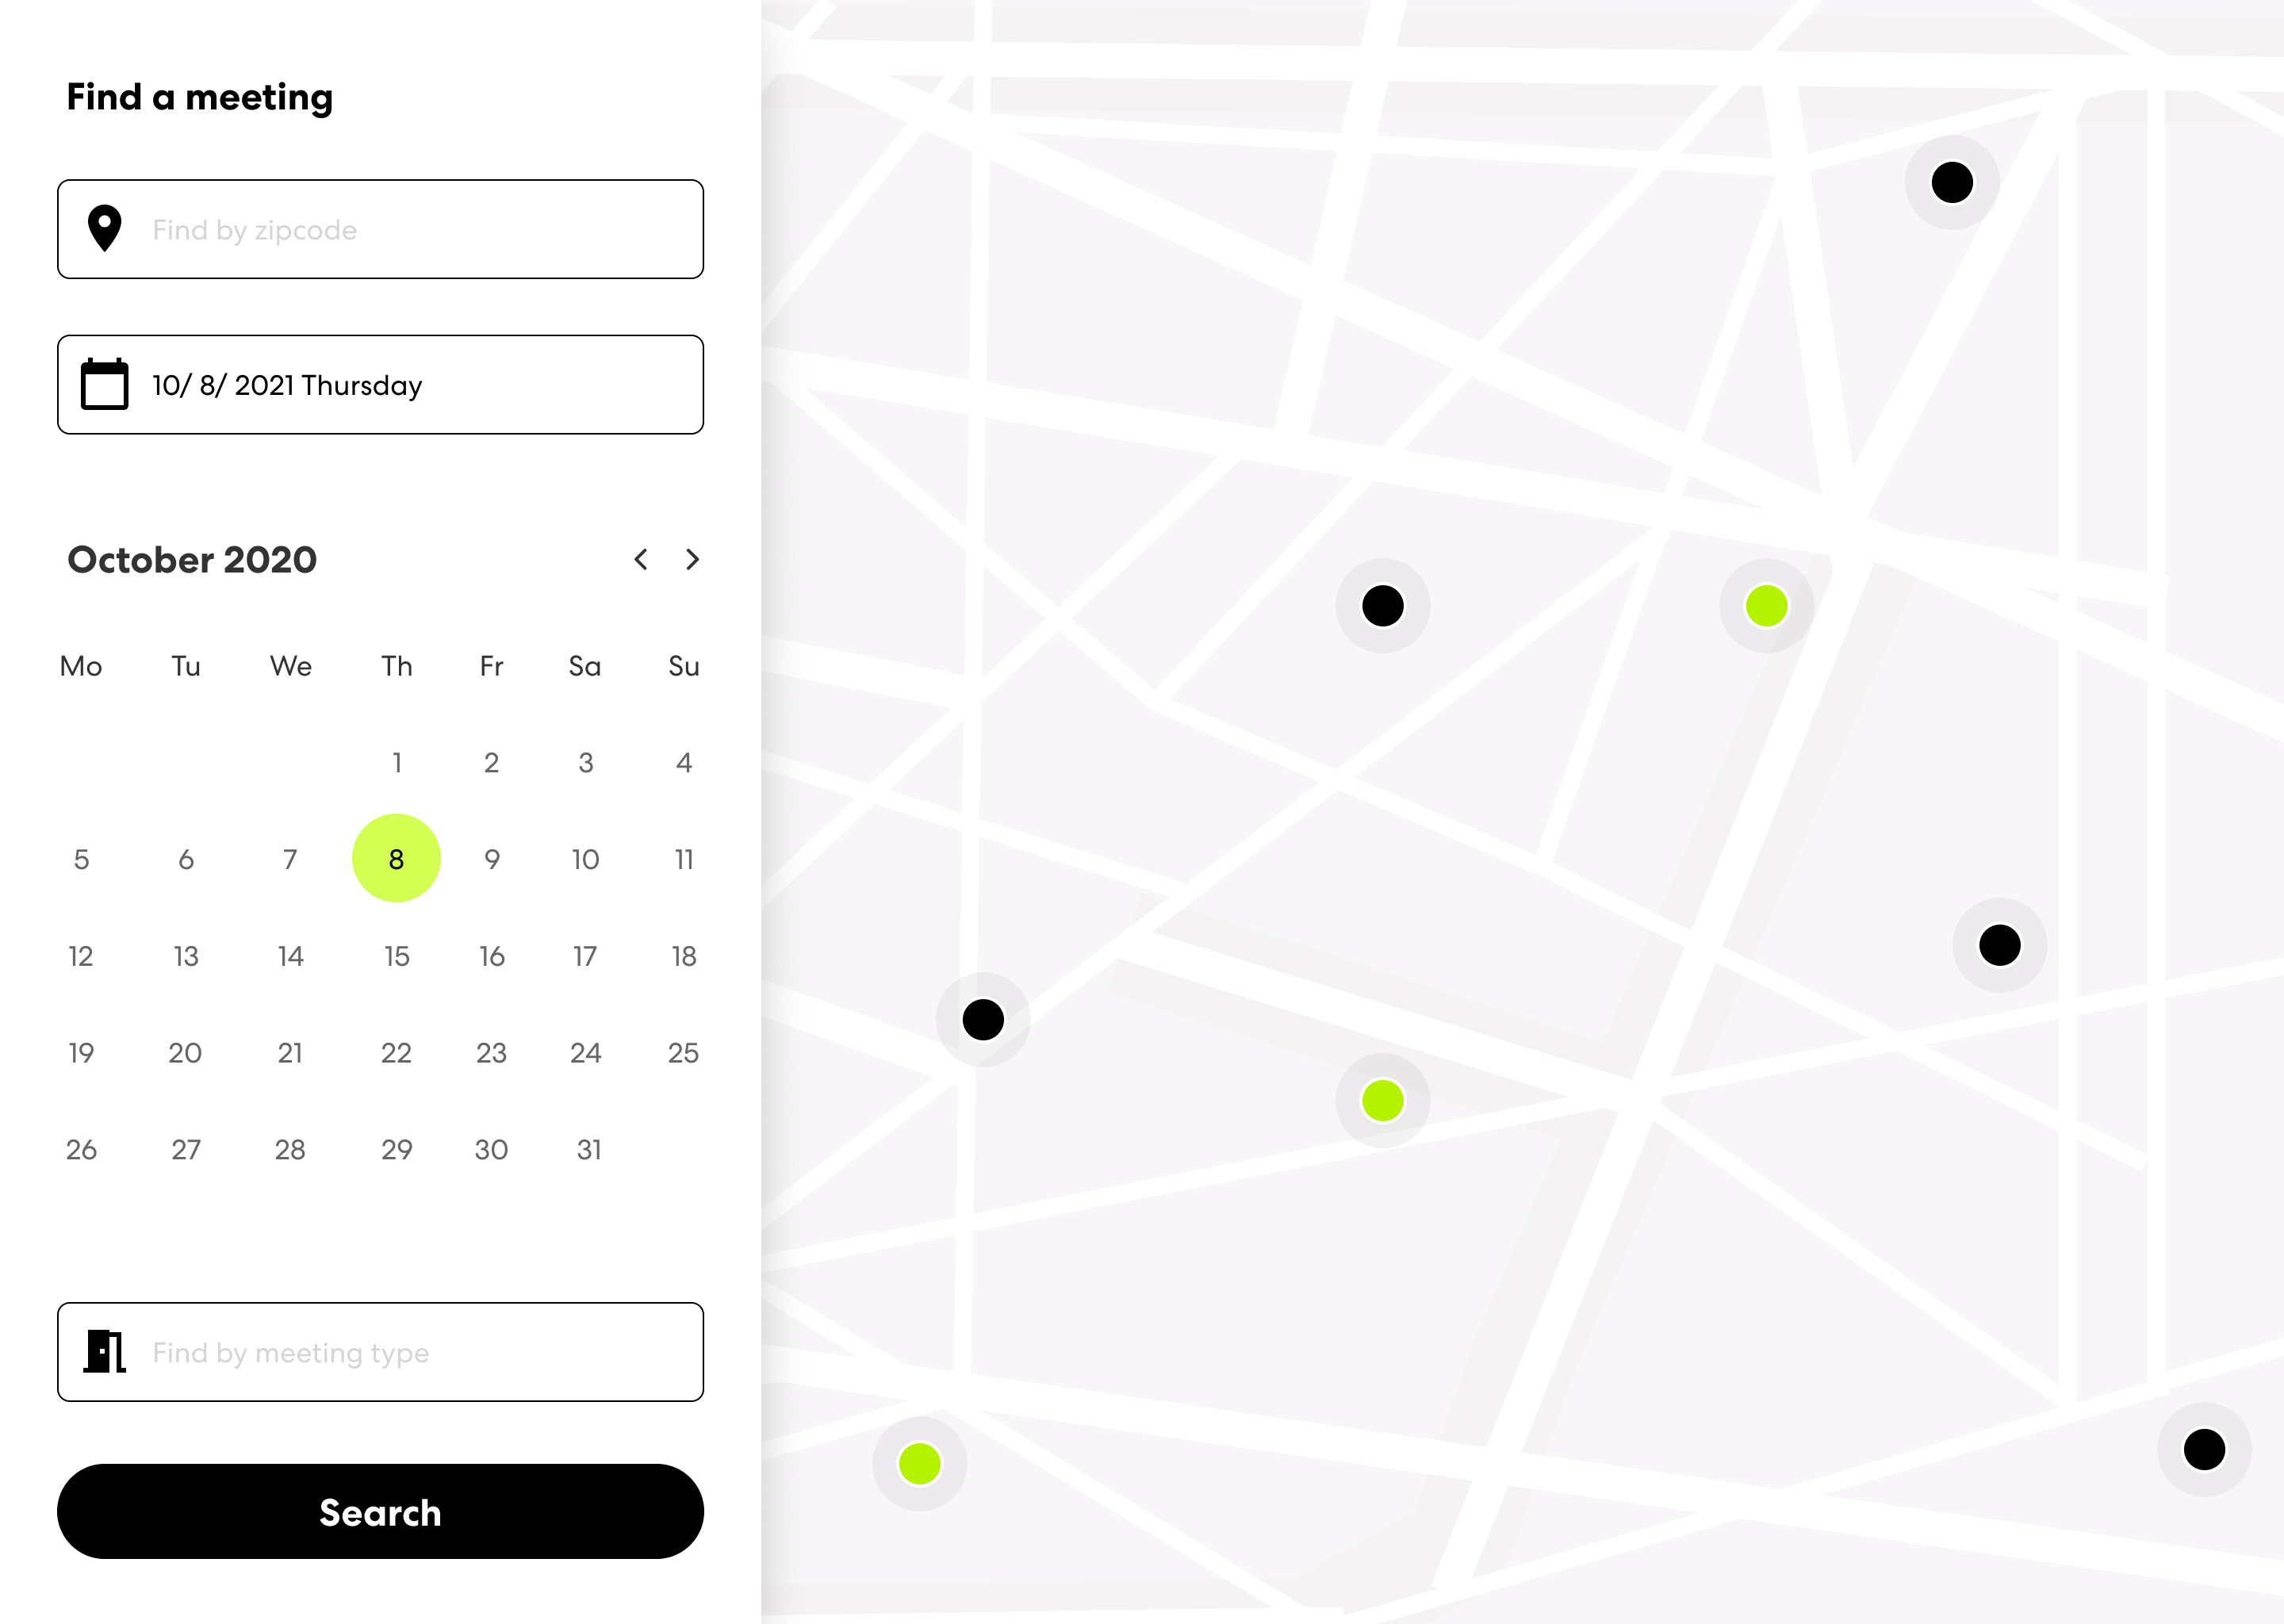 Find a meeting
Find by zipcode
10/ 8/ 2021 Thursday
October 2020
Mo Tu We Th Fr Sa Su
1 2 3 4
5 6 7 8 9 10 11
12 13 14 15 16 17 18
19 20 21 22 23 24 25
26 27 28 29 30 31
Find by meeting type
Search